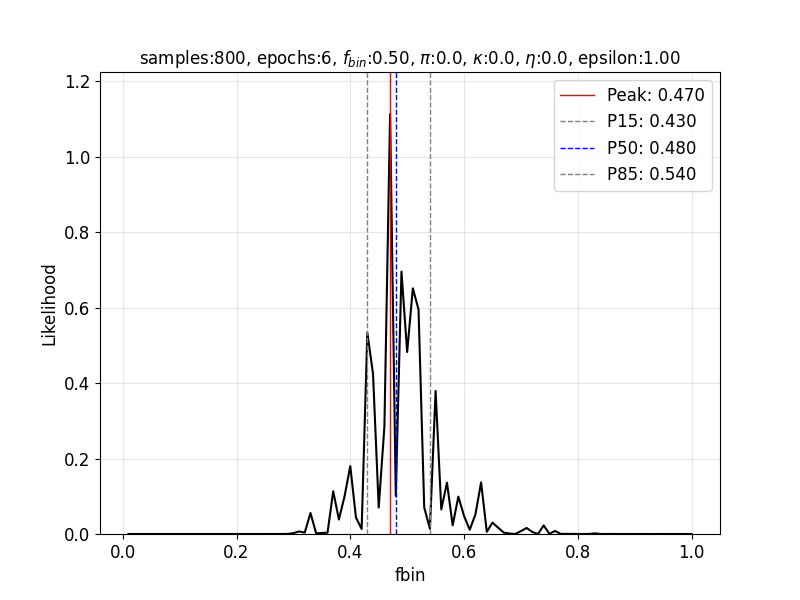 samples:800, epochs:6, f_bin:0.50, π:0.0, κ:0.0, η:0.0, epsilon:1.00
Peak: 0.470
P15: 0.430
P50: 0.480
P85: 0.540
1.2
1.0
0.8
0.6
0.4
0.2
0.0
Likelihood
0.0 0.2 0.4 0.6 0.8 1.0
fbin